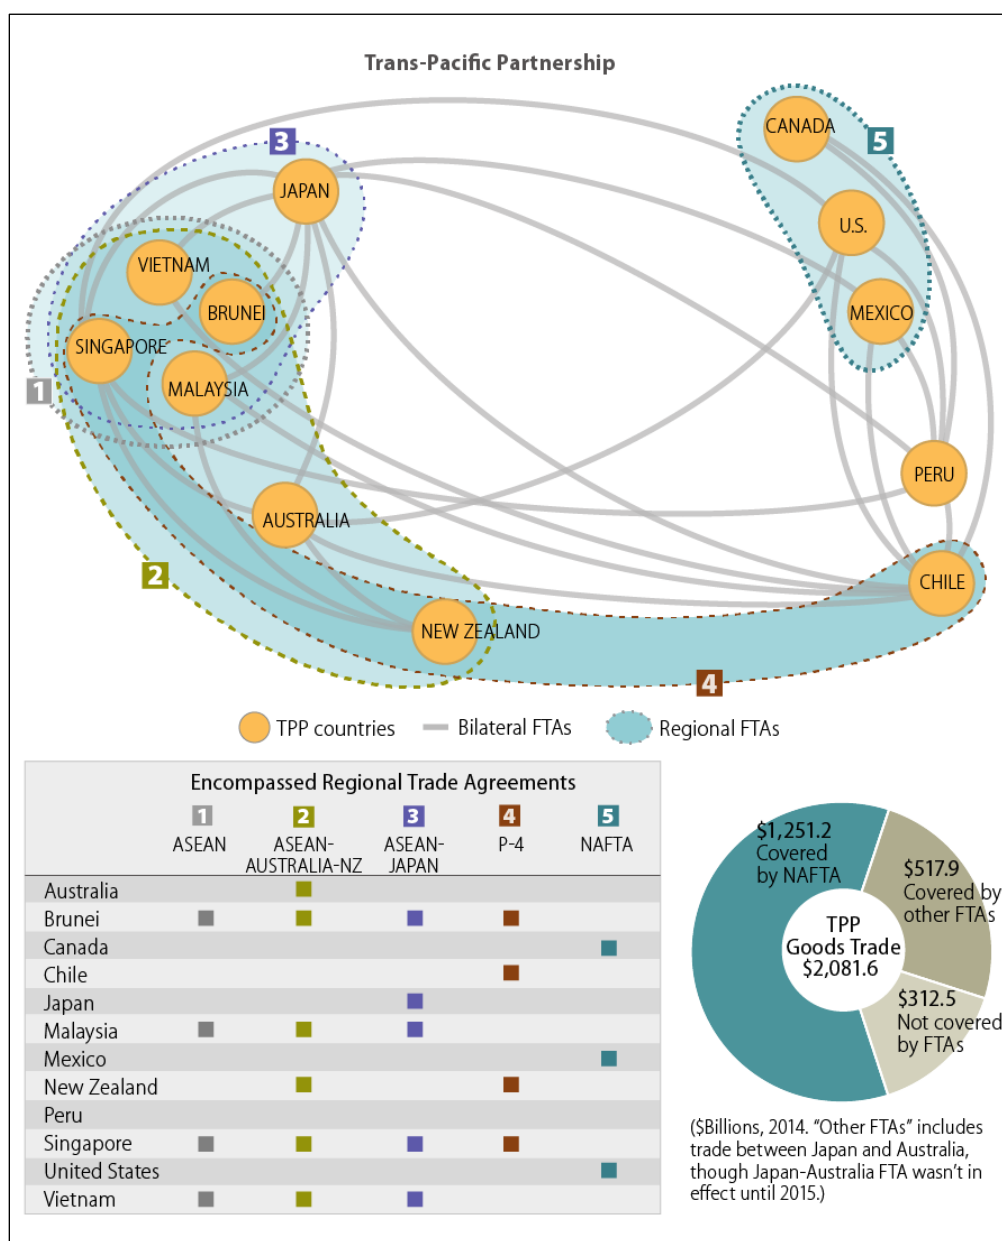 Trans-Pacific Partnership
CANADA
3
5
JAPAN
U.S.
VIETNAM
BRUNEI
MEXICO
SINGAPORE
MALAYSIA
1
PERU
AUSTRALIA
2
CHILE
NEW ZEALAND
4
TPP countries
Bilateral FTAs
Regional FTAs
Encompassed Regional Trade Agreements
1 2 3 4 5
ASEAN ASEAN- ASEAN- P-4 NAFTA
AUSTRALIA-NZ JAPAN
Australia
Brunei
Canada
Chile
Japan
Malaysia
Mexico
New Zealand
Peru
Singapore
United States
Vietnam
$1,251.2
Covered
by NAFTA
$517.9
Covered by
other FTAs
TPP
Goods Trade
$2,081.6
$312.5
Not covered
by FTAs
($Billions, 2014. “Other FTAs” includes
trade between Japan and Australia,
though Japan-Australia FTA wasn’t in
effect until 2015.)